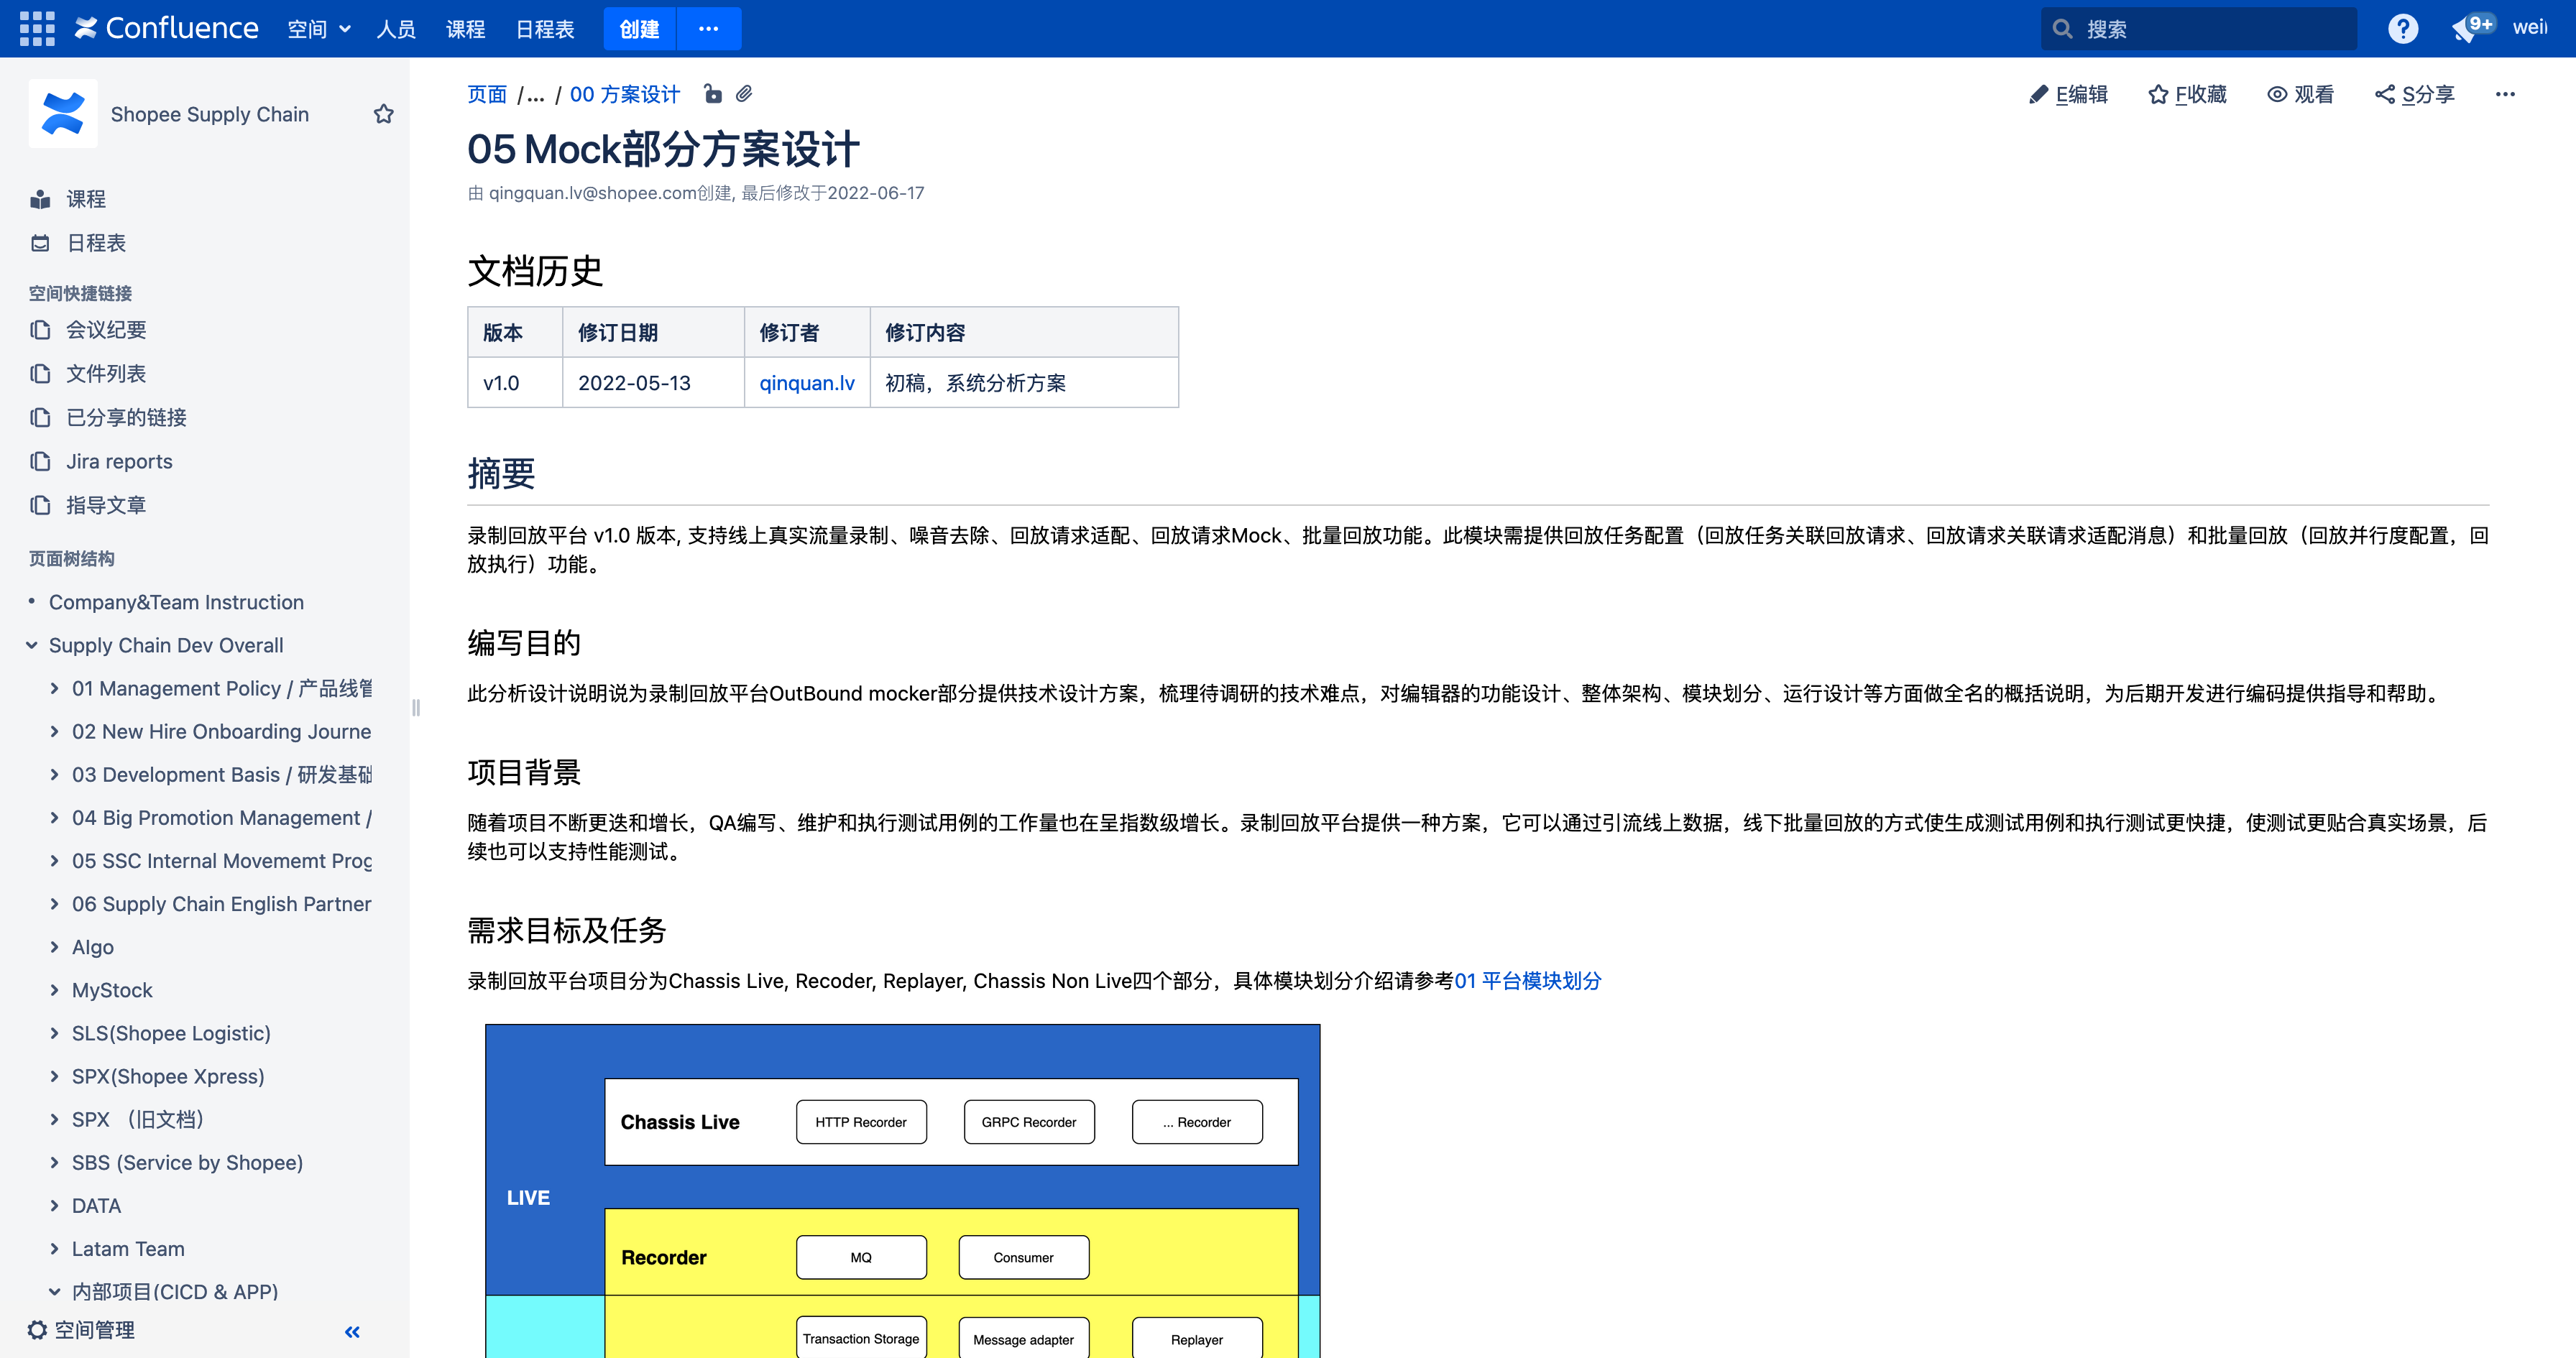 Confluence 空间 人员 课程 日程表 创建 ··· 搜索 9+ weil
Shopee Supply Chain
课程
日程表
空间快捷链接
会议纪要
文件列表
已分享的链接
Jira reports
指导文章
页面树结构
Company&Team Instruction
Supply Chain Dev Overall
01 Management Policy / 产品线管
02 New Hire Onboarding Journe
03 Development Basis / 研发基础
04 Big Promotion Management /
05 SSC Internal Movememt Prog
06 Supply Chain English Partner
Algo
MyStock
SLS(Shopee Logistic)
SPX(Shopee Xpress)
SPX （旧文档）
SBS (Service by Shopee)
DATA
Latam Team
内部项目(CICD & APP)
空间管理
页面 /... / 00 方案设计
E编辑 F收藏 观看 S分享 ···
05 Mock部分方案设计
由 qingquan.lv@shopee.com创建, 最后修改于2022-06-17
文档历史
版本 修订日期 修订者 修订内容
v1.0 2022-05-13 qinquan.lv 初稿，系统分析方案
摘要
录制回放平台 v1.0 版本, 支持线上真实流量录制、噪音去除、回放请求适配、回放请求Mock、批量回放功能。此模块需提供回放任务配置（回放任务关联回放请求、回放请求关联请求适配消息）和批量回放（回放并行度配置，回
放执行）功能。
编写目的
此分析设计说明说为录制回放平台OutBound mocker部分提供技术设计方案，梳理待调研的技术难点，对编辑器的功能设计、整体架构、模块划分、运行设计等方面做全名的概括说明，为后期开发进行编码提供指导和帮助。
项目背景
随着项目不断更迭和增长，QA编写、维护和执行测试用例的工作量也在呈指数级增长。录制回放平台提供一种方案，它可以通过引流线上数据，线下批量回放的方式使生成测试用例和执行测试更快捷，使测试更贴合真实场景，后
续也可以支持性能测试。
需求目标及任务
录制回放平台项目分为Chassis Live, Recoder, Replayer, Chassis Non Live四个部分，具体模块划分介绍请参考01 平台模块划分
Chassis Live HTTP Recorder GRPC Recorder ... Recorder
LIVE
Recorder MQ Consumer
Transaction Storage Message adapter Replayer